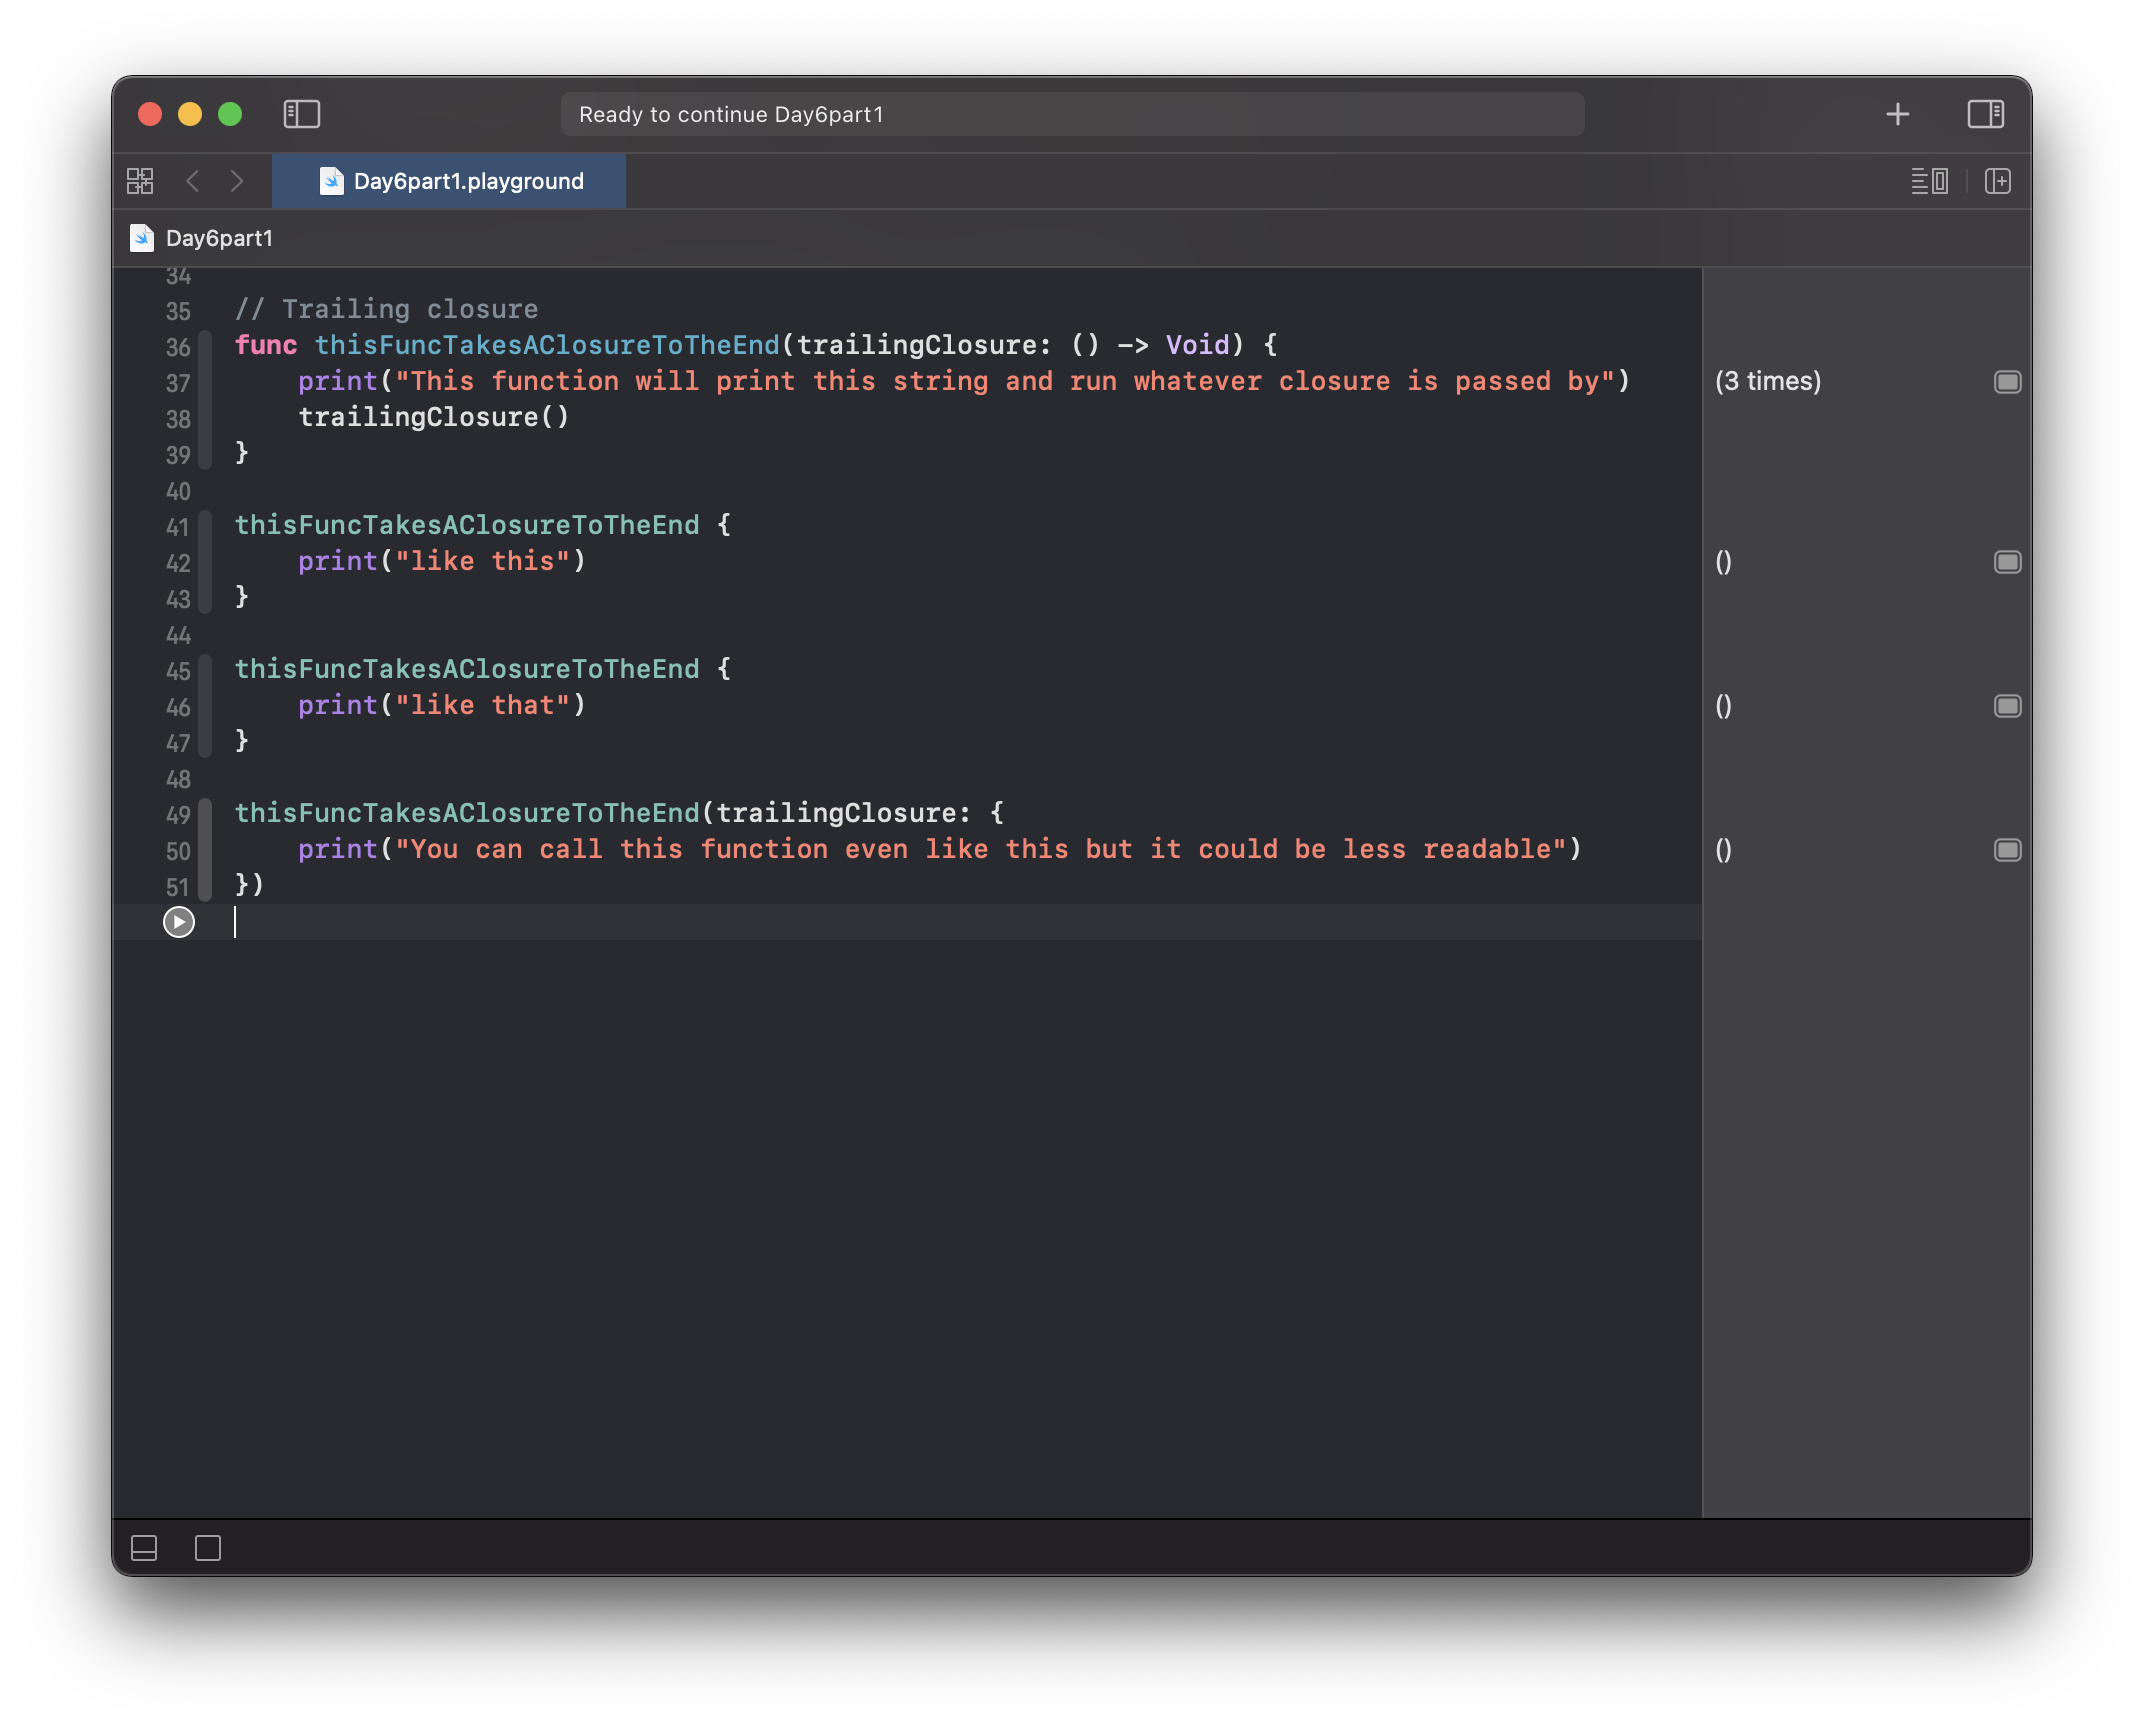 Ready to continue Day6part1
Day6part1.playground
Day6part1
34
35 // Trailing closure
36 func thisFuncTakesAClosureToTheEnd(trailingClosure: () -> Void) {
37     print("This function will print this string and run whatever closure is passed by") (3 times)
38     trailingClosure()
39 }
40
41 thisFuncTakesAClosureToTheEnd {
42     print("like this") ()
43 }
44
45 thisFuncTakesAClosureToTheEnd {
46     print("like that") ()
47 }
48
49 thisFuncTakesAClosureToTheEnd(trailingClosure: {
50     print("You can call this function even like this but it could be less readable") ()
51 })